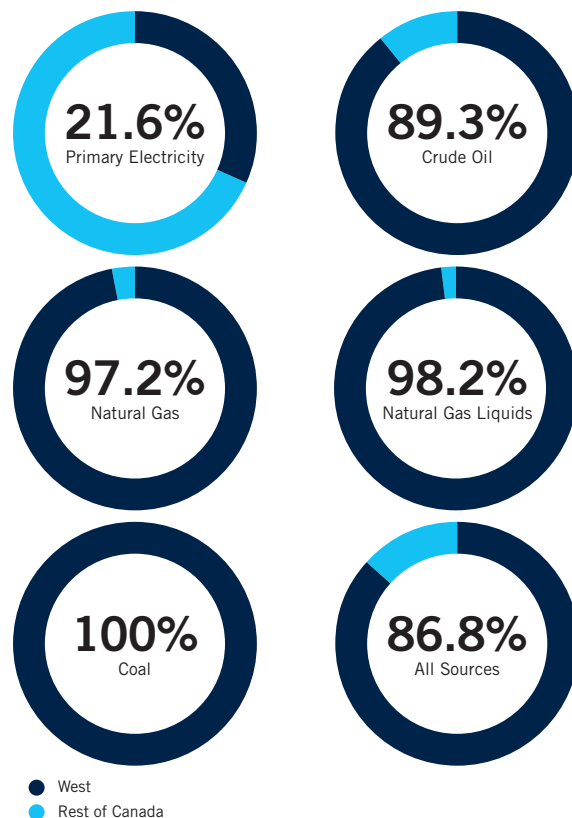 21.6%
Primary Electricity
89.3%
Crude Oil
97.2%
Natural Gas
98.2%
Natural Gas Liquids
100%
Coal
86.8%
All Sources
West
Rest of Canada